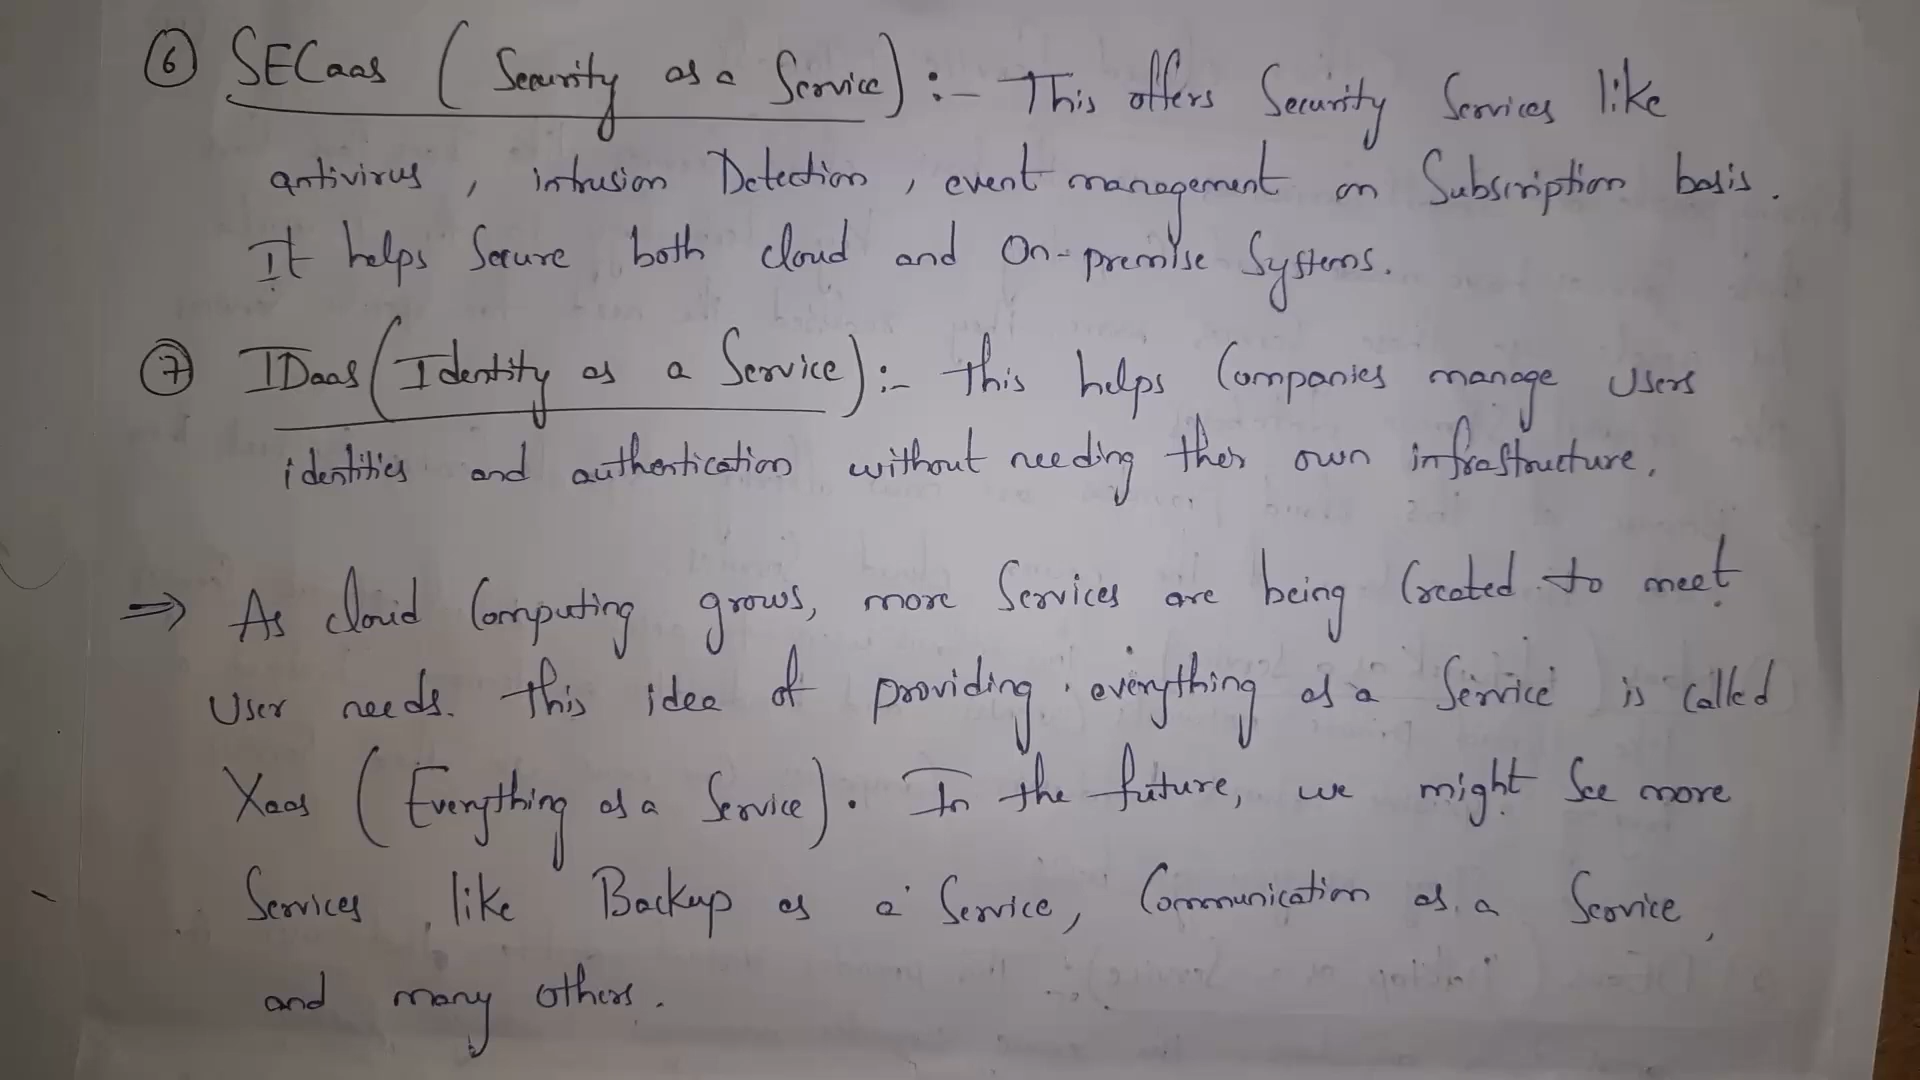 ⑥ SECaas ( Security as a Service) :- This offers Security Services like
antivirus , intrusion Detection , event management on Subscription basis.
It helps Secure both cloud and On-premise Systems.
⑦ IDaas (Identity as a Service) :- This helps Companies manage Users
identities and authentication without needing their own infrastructure.
⇒ As cloud Computing grows, more Services are being Created to meet
User needs. This idea of providing everything as a Service is called
Xaas ( Everything as a Service ). In the future, we might See more
Services like Backup as a Service, Communication as a Service,
and many others.